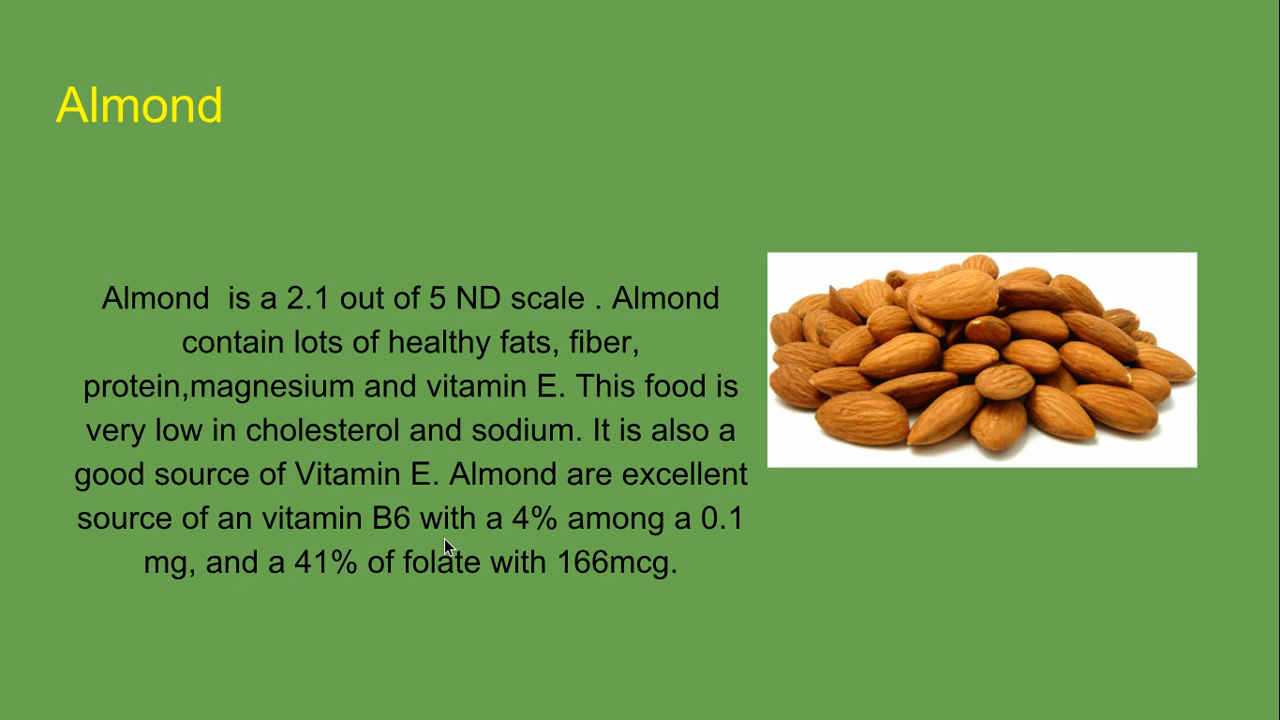 Almond
Almond  is a 2.1 out of 5 ND scale . Almond
contain lots of healthy fats, fiber,
protein,magnesium and vitamin E. This food is
very low in cholesterol and sodium. It is also a
good source of Vitamin E. Almond are excellent
source of an vitamin B6 with a 4% among a 0.1
mg, and a 41% of folate with 166mcg.